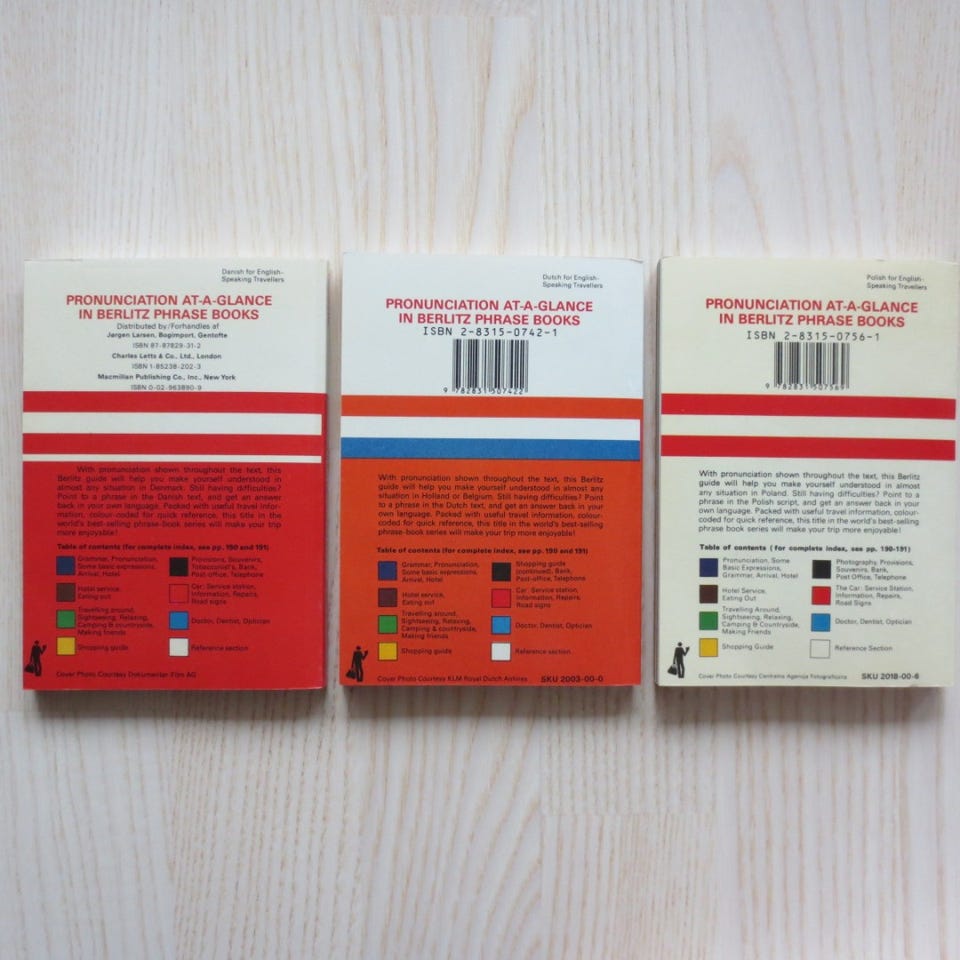 Danish for English-
Speaking Travellers
PRONUNCIATION AT-A-GLANCE
IN BERLITZ PHRASE BOOKS
Distributed by/Forhandles af
Jørgen Larsen, Bogimport, Gentofte
ISBN 87-87829-31-2
Charles Letts & Co., Ltd., London
ISBN 1-85238-202-3
Macmillan Publishing Co., Inc., New York
ISBN 0-02-963890-9
With pronunciation shown throughout the text, this
Berlitz guide will help you make yourself understood in
almost any situation in Denmark. Still having difficulties?
Point to a phrase in the Danish text, and get an answer
back in your own language. Packed with useful travel infor-
mation, colour-coded for quick reference, this title in the
world's best-selling phrase-book series will make your trip
more enjoyable!
Table of contents (for complete index, see pp. 190 and 191)
Grammar, Pronunciation,
Some basic expressions,
Arrival, Hotel
Hotel service,
Eating out
Travelling around,
Sightseeing, Relaxing,
Camping & countryside,
Making friends
Shopping guide
Provisions, Souvenirs,
Tobacconist's, Bank,
Post office, Telephone
Car: Service station,
Information, Repairs,
Road signs
Doctor, Dentist, Optician
Reference section
Cover Photo Courtesy Dokumentar Film AG
Dutch for English-
Speaking Travellers
PRONUNCIATION AT-A-GLANCE
IN BERLITZ PHRASE BOOKS
ISBN 2-8315-0742-1
9 782831 507422
With pronunciation shown throughout the text, this Berlitz
guide will help you make yourself understood in almost any
situation in Holland or Belgium. Still having difficulties? Point
to a phrase in the Dutch text, and get an answer back in your
own language. Packed with useful travel information, colour-
coded for quick reference, this title in the world's best-selling
phrase-book series will make your trip more enjoyable!
Table of contents (for complete index, see pp. 190 and 191)
Grammar, Pronunciation,
Some basic expressions,
Arrival, Hotel
Hotel service,
Eating out
Travelling around,
Sightseeing, Relaxing,
Camping & countryside,
Making friends
Shopping guide
Shopping guide
(continued), Bank,
Post-office, Telephone
Car: Service station,
Information, Repairs,
Road signs
Doctor, Dentist, Optician
Reference section
Cover Photo Courtesy KLM Royal Dutch Airlines
SKU 2003-00-0
Polish for English-
Speaking Travellers
PRONUNCIATION AT-A-GLANCE
IN BERLITZ PHRASE BOOKS
ISBN 2-8315-0756-1
9 782831 507569
With pronunciation shown throughout the text, this Berlitz
guide will help you make yourself understood in almost
any situation in Poland. Still having difficulties? Point to a
phrase in the Polish script, and get an answer back in your
own language. Packed with useful travel information, colour-
coded for quick reference, this title in the world's best-selling
phrase book series will make your trip more enjoyable!
Table of contents (for complete index, see pp. 190-191)
Pronunciation, Some
Basic Expressions,
Grammar, Arrival, Hotel
Hotel Service,
Eating Out
Travelling Around,
Sightseeing, Relaxing,
Camping & Countryside,
Making Friends
Shopping Guide
Photography, Provisions,
Souvenirs, Bank,
Post Office, Telephone
The Car: Service Station,
Information, Repairs,
Road Signs
Doctor, Dentist, Optician
Reference Section
Cover Photo Courtesy Centralna Agencja Fotograficzna
SKU 2018-00-6